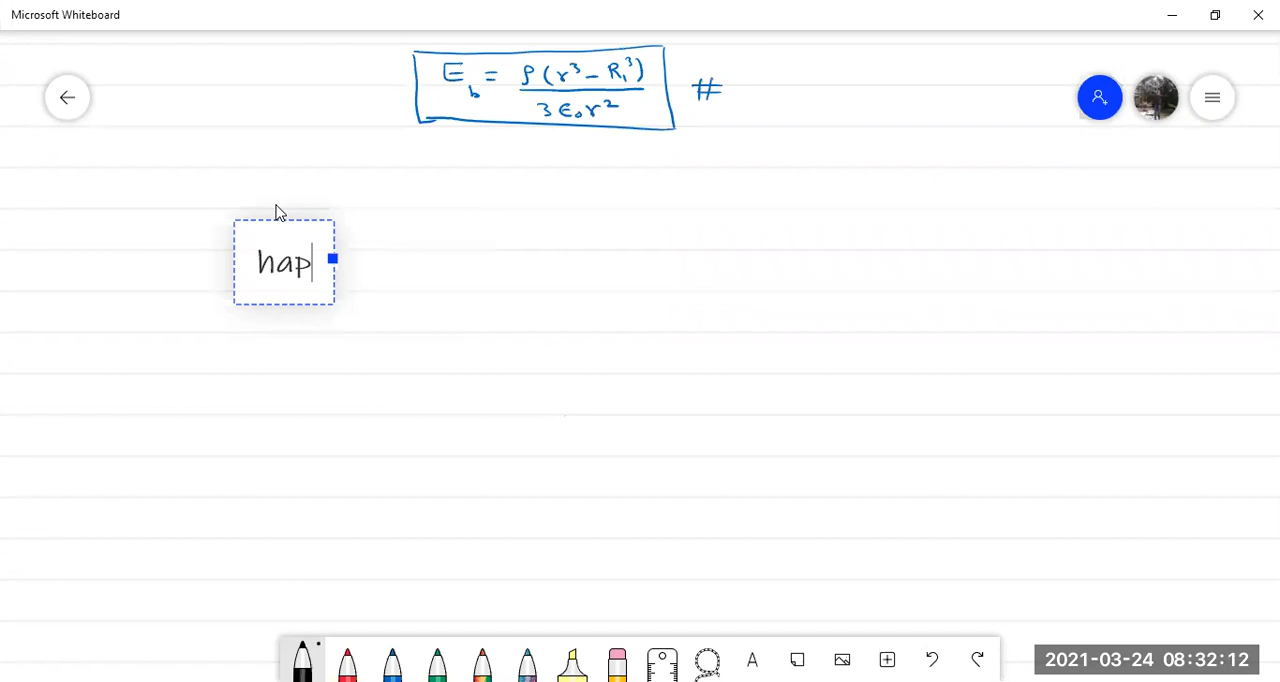 Microsoft Whiteboard
E_b = ρ(r³ - R₁³) / 3ϵ₀r² #
hap
A
2021-03-24 08:32:12